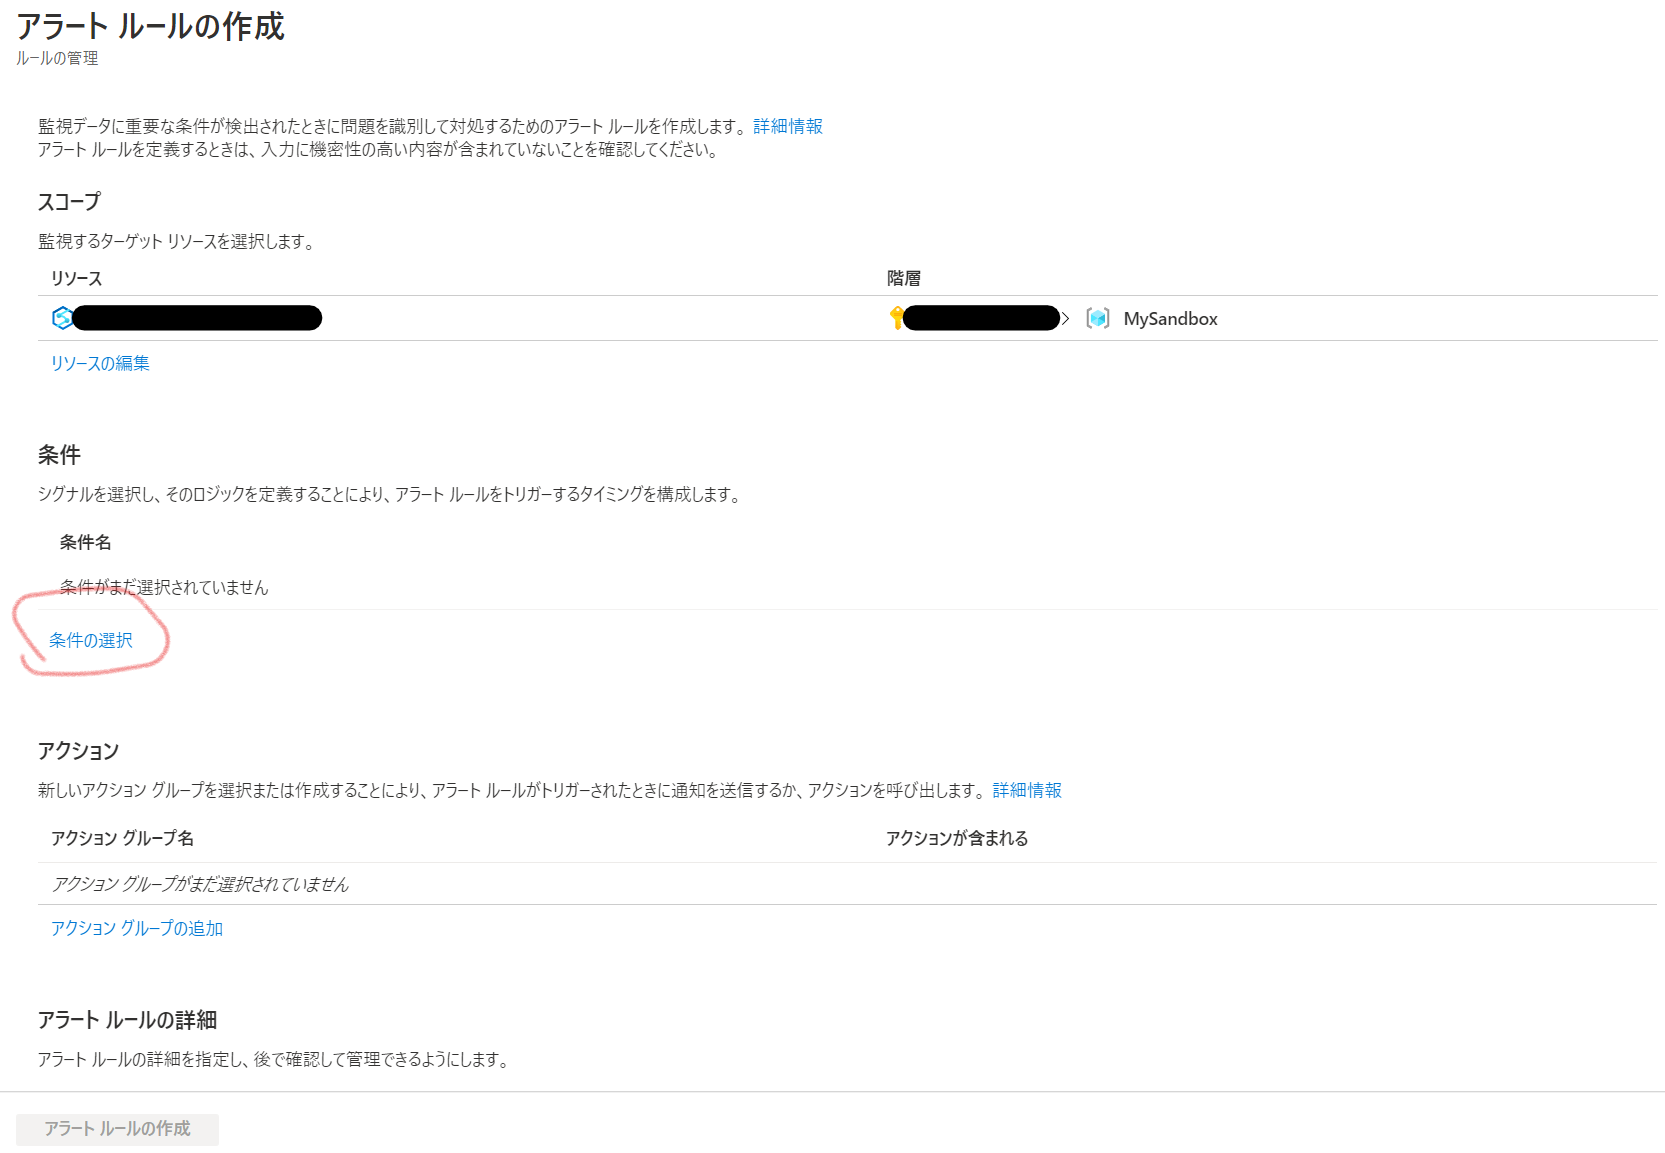 アラート ルールの作成
ルールの管理
監視データに重要な条件が検出されたときに問題を識別して対処するためのアラート ルールを作成します。 詳細情報
アラート ルールを定義するときは、入力に機密性の高い内容が含まれていないことを確認してください。
スコープ
監視するターゲット リソースを選択します。
リソース 階層
> MySandbox
リソースの編集
条件
シグナルを選択し、そのロジックを定義することにより、アラート ルールをトリガーするタイミングを構成します。
条件名
条件がまだ選択されていません
条件の選択
アクション
新しいアクション グループを選択または作成することにより、アラート ルールがトリガーされたときに通知を送信するか、アクションを呼び出します。 詳細情報
アクション グループ名 アクションが含まれる
アクション グループがまだ選択されていません
アクション グループの追加
アラート ルールの詳細
アラート ルールの詳細を指定し、後で確認して管理できるようにします。
アラート ルールの作成